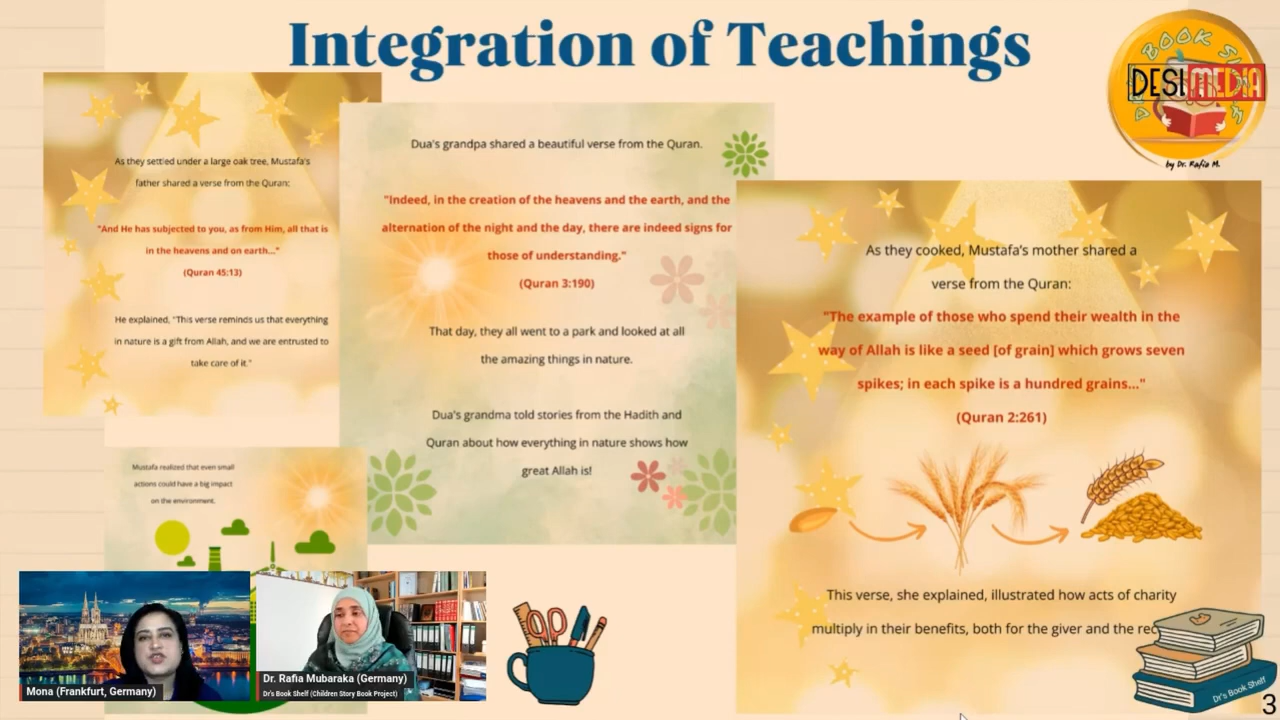 Integration of Teachings
BOOK S
DESI MEDIA
by Dr. Rafia M.
As they settled under a large oak tree, Mustafa's
father shared a verse from the Quran:
"And He has subjected to you, as from Him, all that is
in the heavens and on earth..."
(Quran 45:13)
He explained, "This verse reminds us that everything
in nature is a gift from Allah, and we are entrusted to
take care of it."
Dua's grandpa shared a beautiful verse from the Quran.
"Indeed, in the creation of the heavens and the earth, and the
alternation of the night and the day, there are indeed signs for
those of understanding."
(Quran 3:190)
That day, they all went to a park and looked at all
the amazing things in nature.
Dua's grandma told stories from the Hadith and
Quran about how everything in nature shows how
great Allah is!
As they cooked, Mustafa's mother shared a
verse from the Quran:
"The example of those who spend their wealth in the
way of Allah is like a seed [of grain] which grows seven
spikes; in each spike is a hundred grains..."
(Quran 2:261)
This verse, she explained, illustrated how acts of charity
multiply in their benefits, both for the giver and the rec
Mustafa realized that even small
actions could have a big impact
on the environment.
Mona (Frankfurt, Germany)
Dr. Rafia Mubaraka (Germany)
Dr's Book Shelf (Children Story Book Project)
Dr's Book Shelf
3